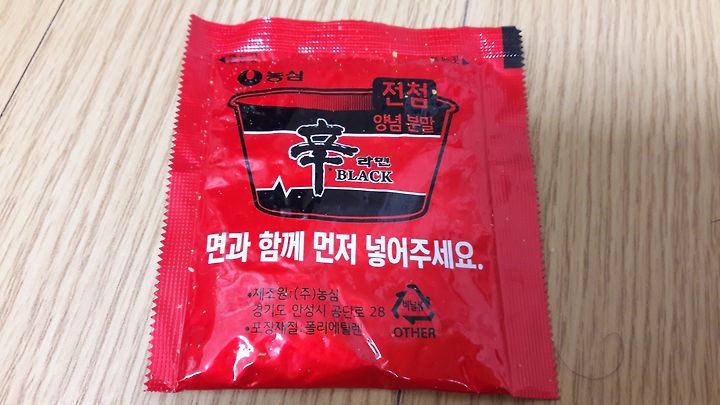 농심
전첨
양념 분말
辛라면
BLACK
면과 함께 먼저 넣어주세요.
•제조원:(주)농심
경기도 안성시 공단로 28
•포장재질:폴리에틸렌
비닐류
OTHER